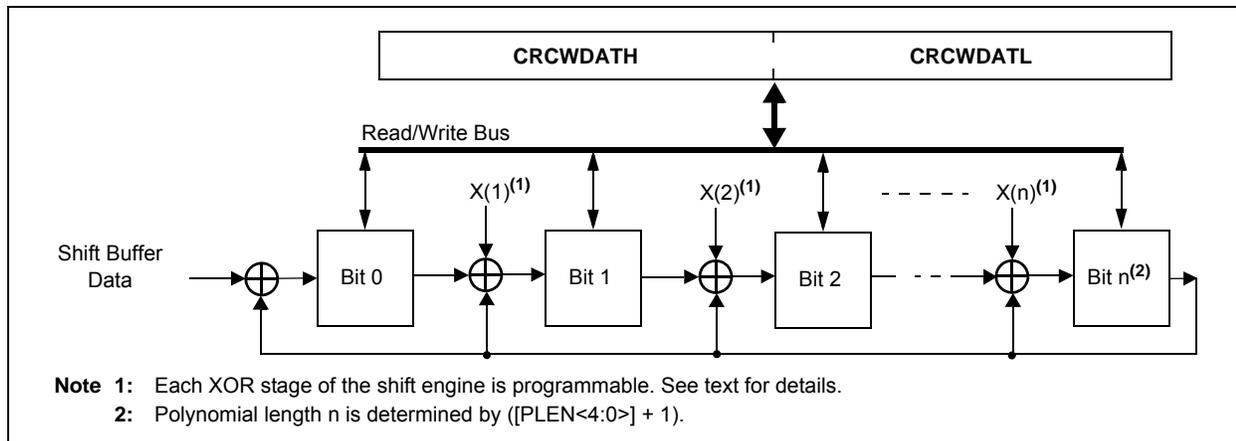 CRCWDATH CRCWDATL
Read/Write Bus
X(1)(1) X(2)(1) X(n)(1)
Shift Buffer
Data
Bit 0 Bit 1 Bit 2 Bit n(2)
Note 1: Each XOR stage of the shift engine is programmable. See text for details.
2: Polynomial length n is determined by ([PLEN<4:0>] + 1).